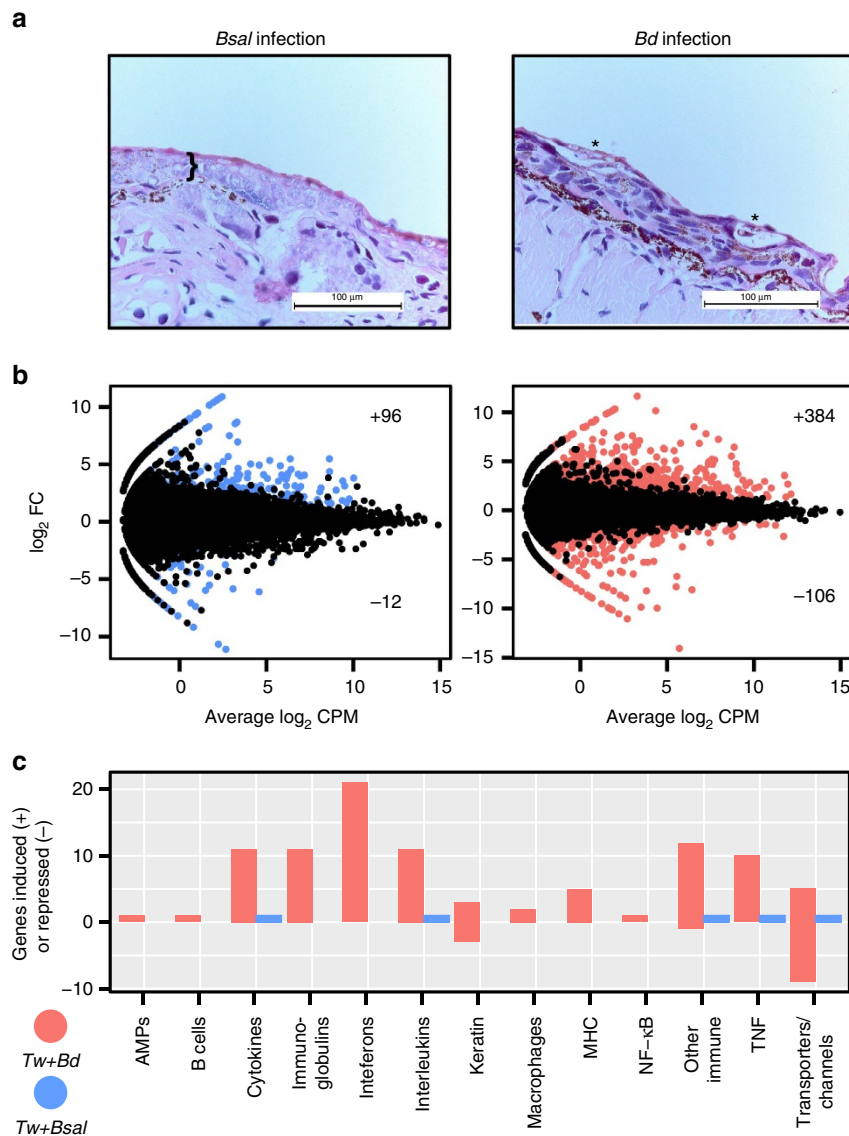 a
Bsal infection
Bd infection
}
*
*
100 μm
100 μm
b
+96
+384
−12
−106
log2 FC
10
5
0
−5
−10
10
5
0
−5
−10
−15
0
5
10
15
0
5
10
15
Average log2 CPM
Average log2 CPM
c
Genes induced (+)
or repressed (−)
20
10
0
−10
AMPs
B cells
Cytokines
Immuno-
globulins
Inteferons
Interleukins
Keratin
Macrophages
MHC
NF−κB
Other
immune
TNF
Transporters/
channels
Tw+Bd
Tw+Bsal